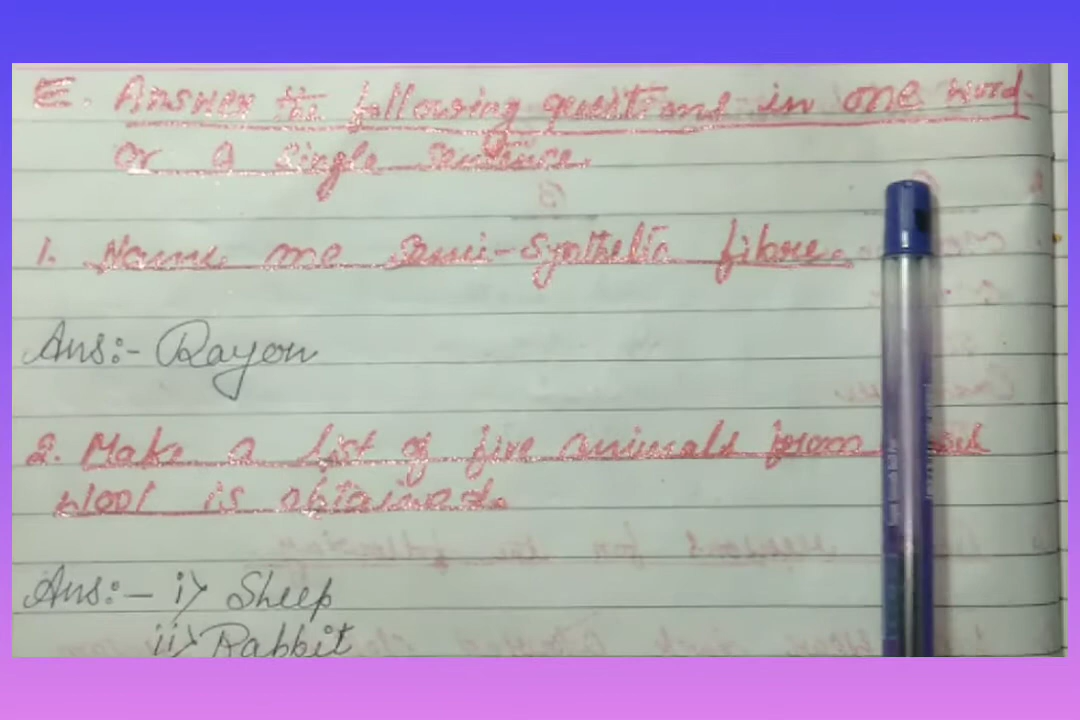 E. Answer the following questions in one word
or a single sentence.
1. Name one semi-synthetic fibre.
Ans:- Rayon
2. Make a list of five animals from
wool is obtained.
Ans:- i> Sheep
ii> Rabbit